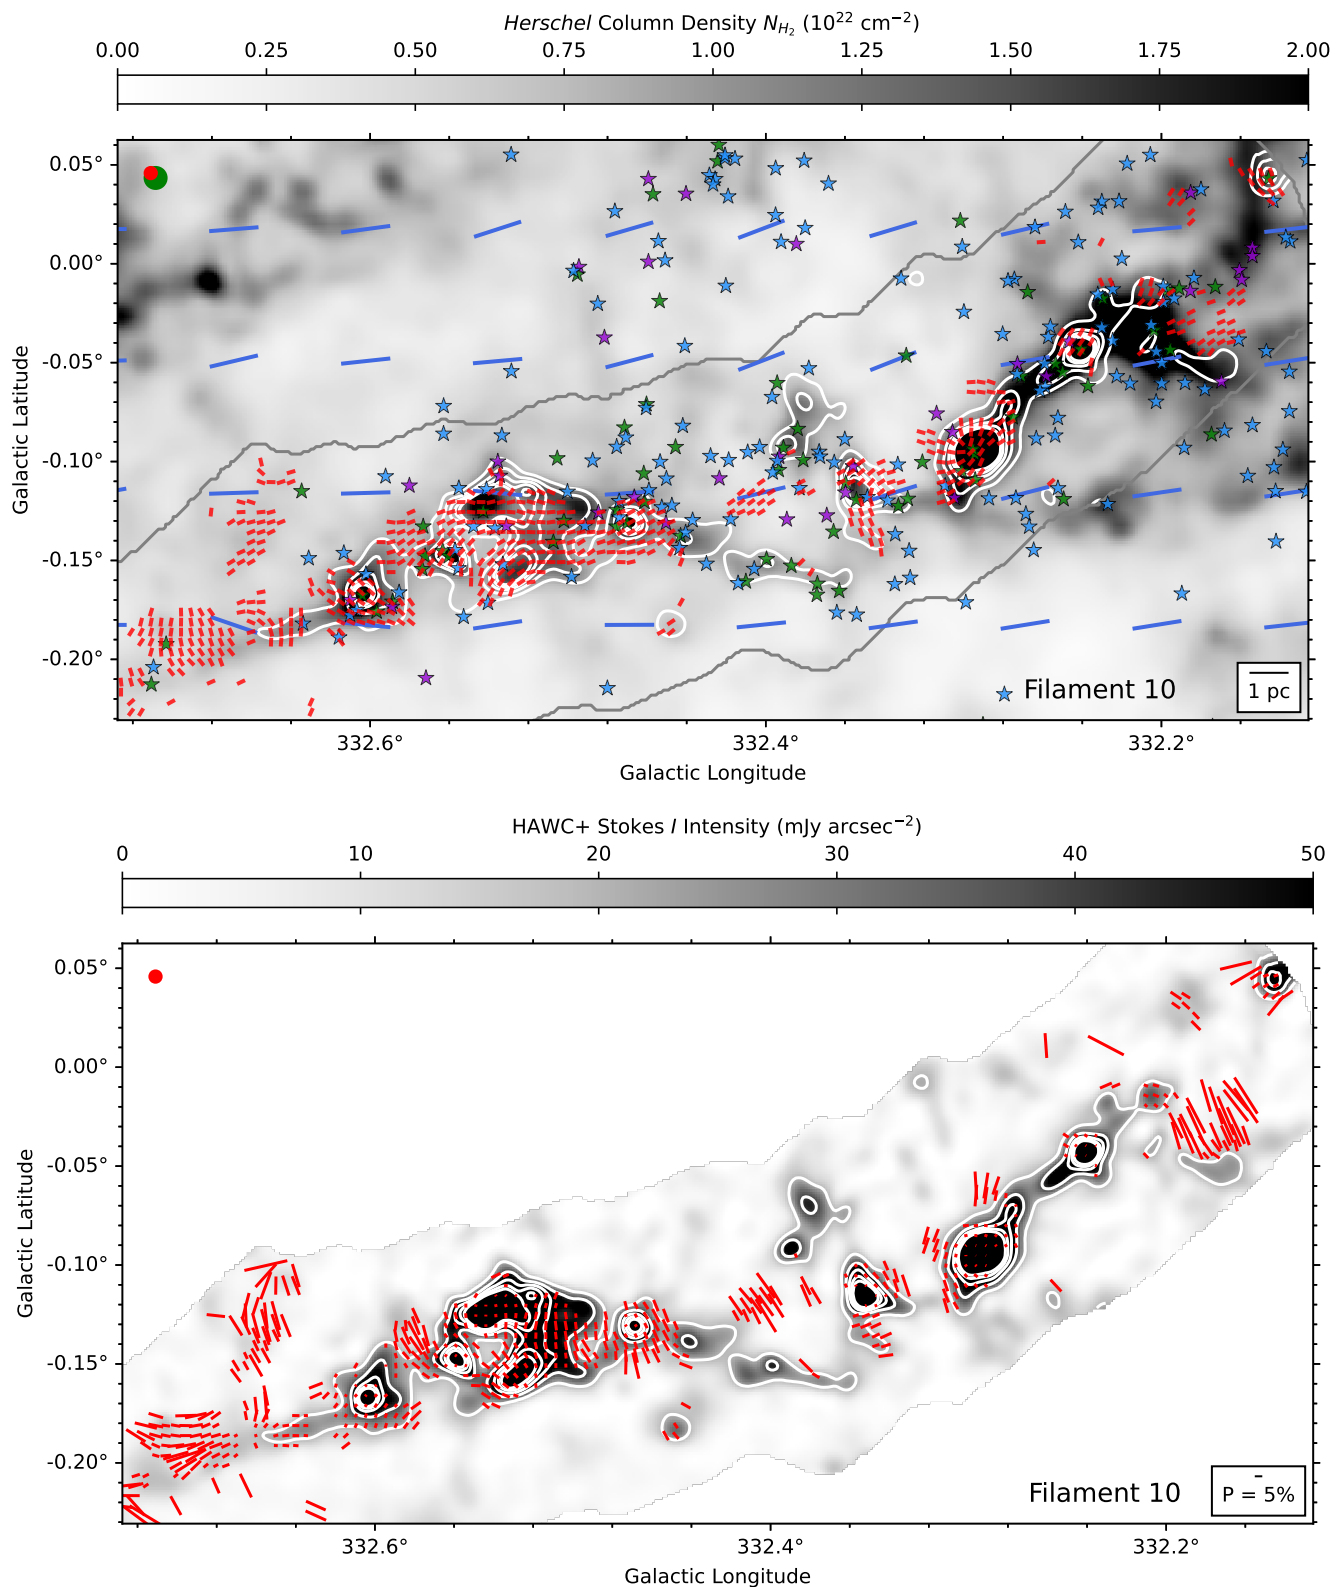 Herschel Column Density N_{H_2} (10^{22} cm^{−2})
0.00 0.25 0.50 0.75 1.00 1.25 1.50 1.75 2.00
0.05°
0.00°
-0.05°
-0.10°
-0.15°
-0.20°
Galactic Latitude
Filament 10
1 pc
332.6° 332.4° 332.2°
Galactic Longitude
HAWC+ Stokes I Intensity (mJy arcsec^{−2})
0 10 20 30 40 50
0.05°
0.00°
-0.05°
-0.10°
-0.15°
-0.20°
Galactic Latitude
Filament 10
P = 5%
332.6° 332.4° 332.2°
Galactic Longitude